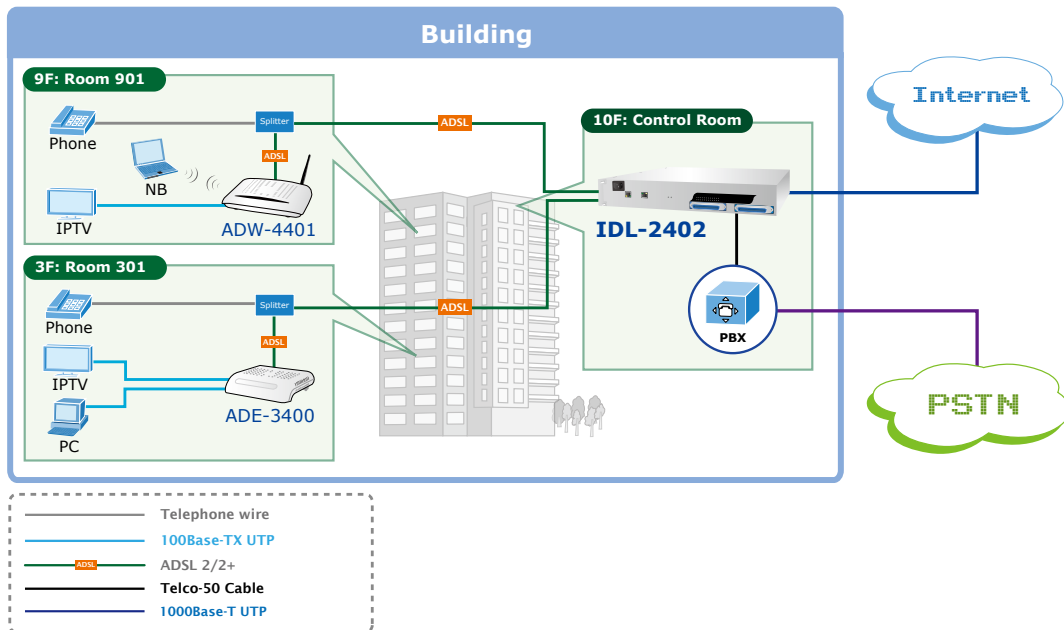 Building
9F: Room 901
Phone
Splitter
ADSL
ADSL
NB
IPTV
ADW-4401
10F: Control Room
IDL-2402
PBX
Internet
PSTN
3F: Room 301
Phone
Splitter
ADSL
ADSL
IPTV
PC
ADE-3400
Telephone wire
100Base-TX UTP
ADSL
ADSL 2/2+
Telco-50 Cable
1000Base-T UTP